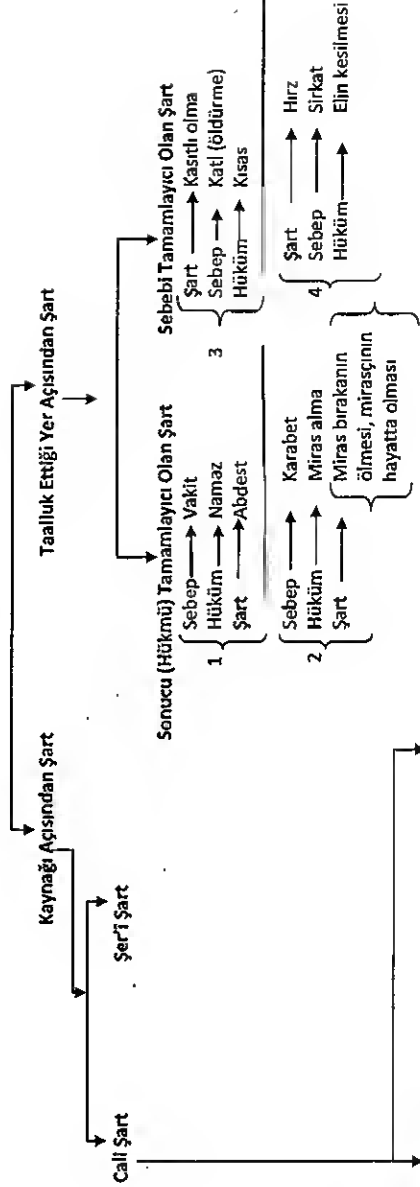 Kaynağı Açısından Şart
Taalluk Ettiği Yer Açısından Şart
Cali Şart
Şer'î Şart
Sonucu (Hükmü) Tamamlayıcı Olan Şart
1
Sebep Vakit
Hüküm Namaz
Şart Abdest
2
Sebep Karabet
Hüküm Miras alma
Şart Miras bırakanın
ölmesi, mirasçının
hayatta olması
Sebebi Tamamlayıcı Olan Şart
3
Şart Kasıtlı olma
Sebep Katl (öldürme)
Hüküm Kısas
4
Şart Hırz
Sebep Sirkat
Hüküm Elin kesilmesi